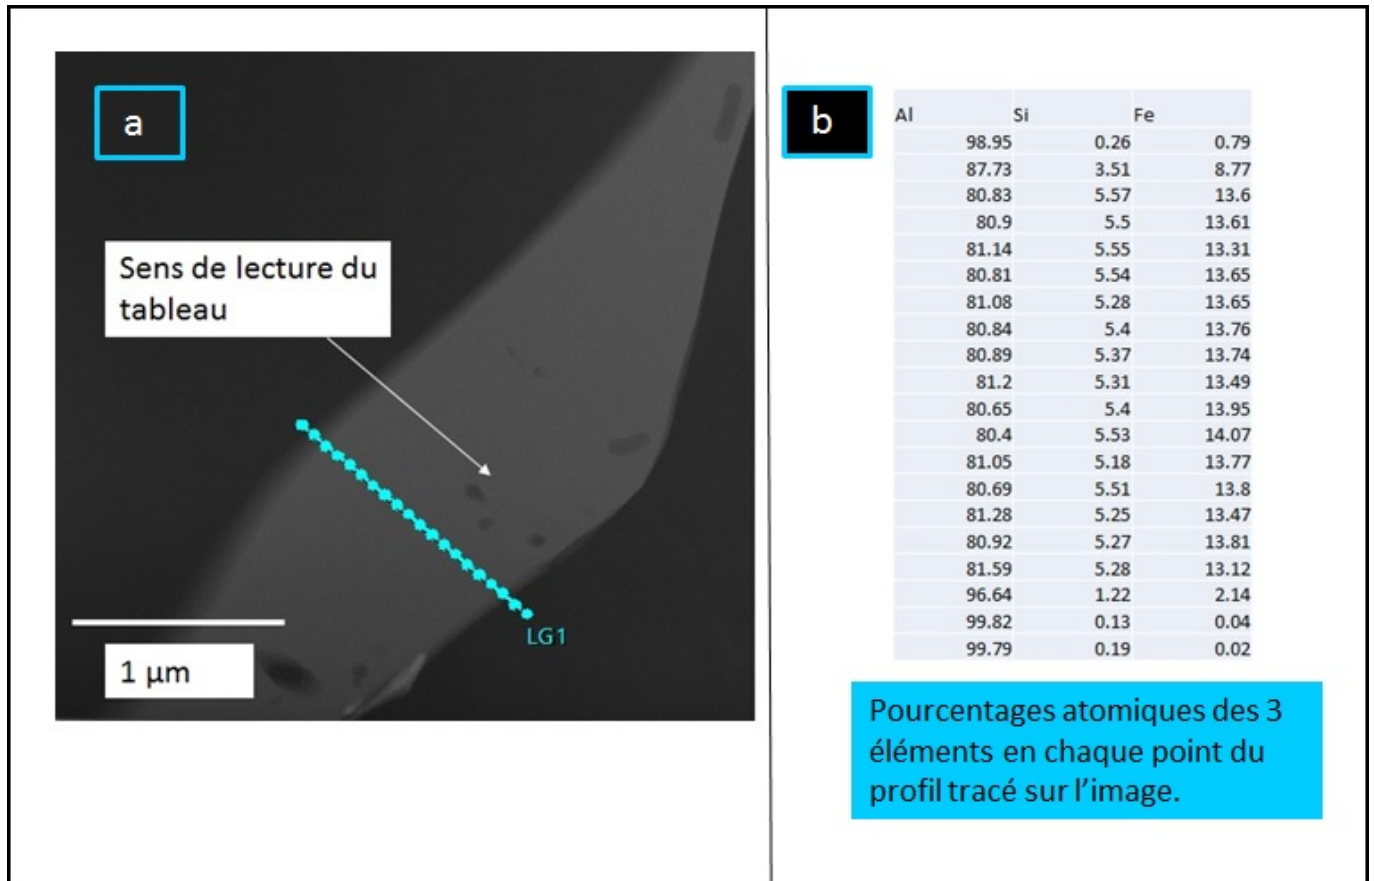 a
Sens de lecture du
tableau
LG1
1 μm
b
Al Si Fe
98.95 0.26 0.79
87.73 3.51 8.77
80.83 5.57 13.6
80.9 5.5 13.61
81.14 5.55 13.31
80.81 5.54 13.65
81.08 5.28 13.65
80.84 5.4 13.76
80.89 5.37 13.74
81.2 5.31 13.49
80.65 5.4 13.95
80.4 5.53 14.07
81.05 5.18 13.77
80.69 5.51 13.8
81.28 5.25 13.47
80.92 5.27 13.81
81.59 5.28 13.12
96.64 1.22 2.14
99.82 0.13 0.04
99.79 0.19 0.02
Pourcentages atomiques des 3
éléments en chaque point du
profil tracé sur l'image.